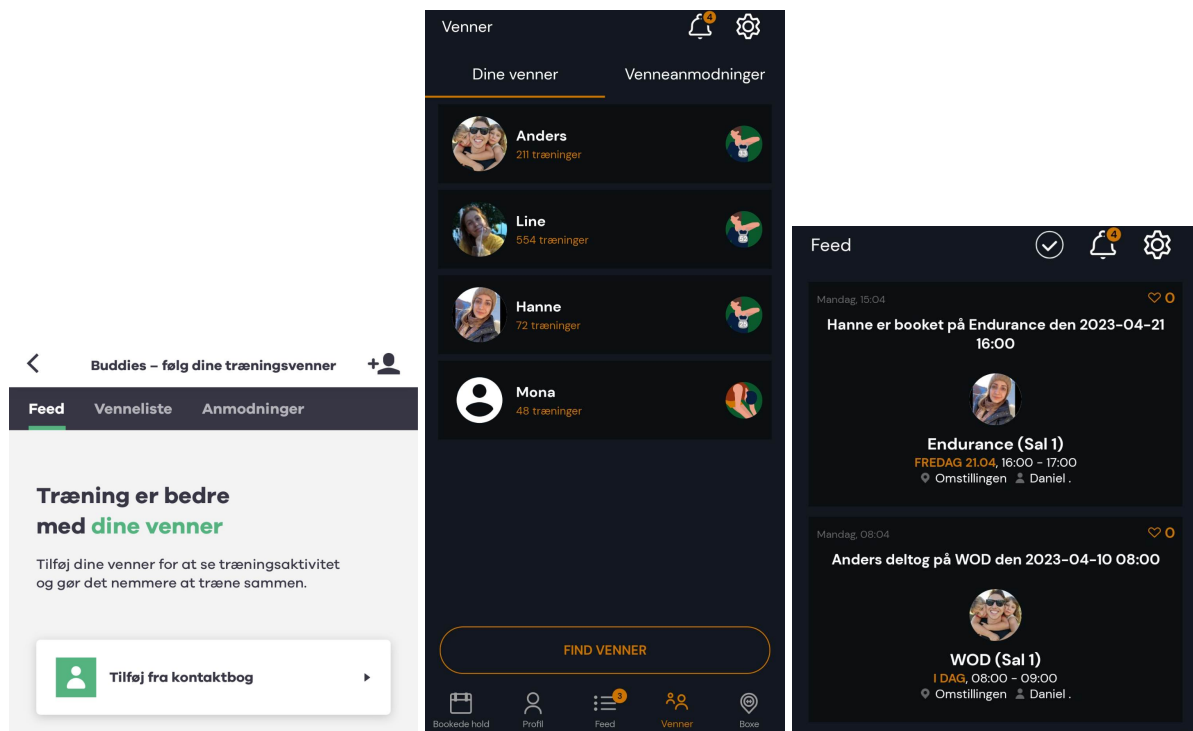 Buddies – følg dine træningsvenner
Feed Venneliste Anmodninger
Træning er bedre
med dine venner
Tilføj dine venner for at se træningsaktivitet
og gør det nemmere at træne sammen.
Tilføj fra kontaktbog
Venner 4
Dine venner Venneanmodninger
Anders
211 træninger
Line
554 træninger
Hanne
72 træninger
Mona
48 træninger
FIND VENNER
3
Bookede hold Profil Feed Venner Boxe
Feed 4
Mandag, 15:04 0
Hanne er booket på Endurance den 2023-04-21
16:00
Endurance (Sal 1)
FREDAG 21.04, 16:00 - 17:00
Omstillingen Daniel .
Mandag, 08:04 0
Anders deltog på WOD den 2023-04-10 08:00
WOD (Sal 1)
I DAG, 08:00 - 09:00
Omstillingen Daniel .